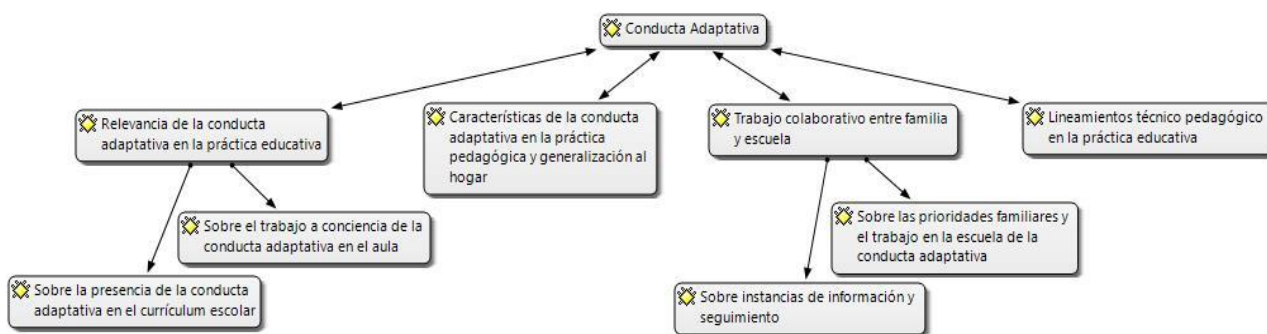 Conducta Adaptativa
Relevancia de la conducta
adaptativa en la práctica educativa
Características de la conducta
adaptativa en la práctica
pedagógica y generalización al
hogar
Trabajo colaborativo entre familia
y escuela
Lineamientos técnico pedagógico
en la práctica educativa
Sobre el trabajo a conciencia de la
conducta adaptativa en el aula
Sobre las prioridades familiares y
el trabajo en la escuela de la
conducta adaptativa
Sobre la presencia de la conducta
adaptativa en el currículum escolar
Sobre instancias de información y
seguimiento